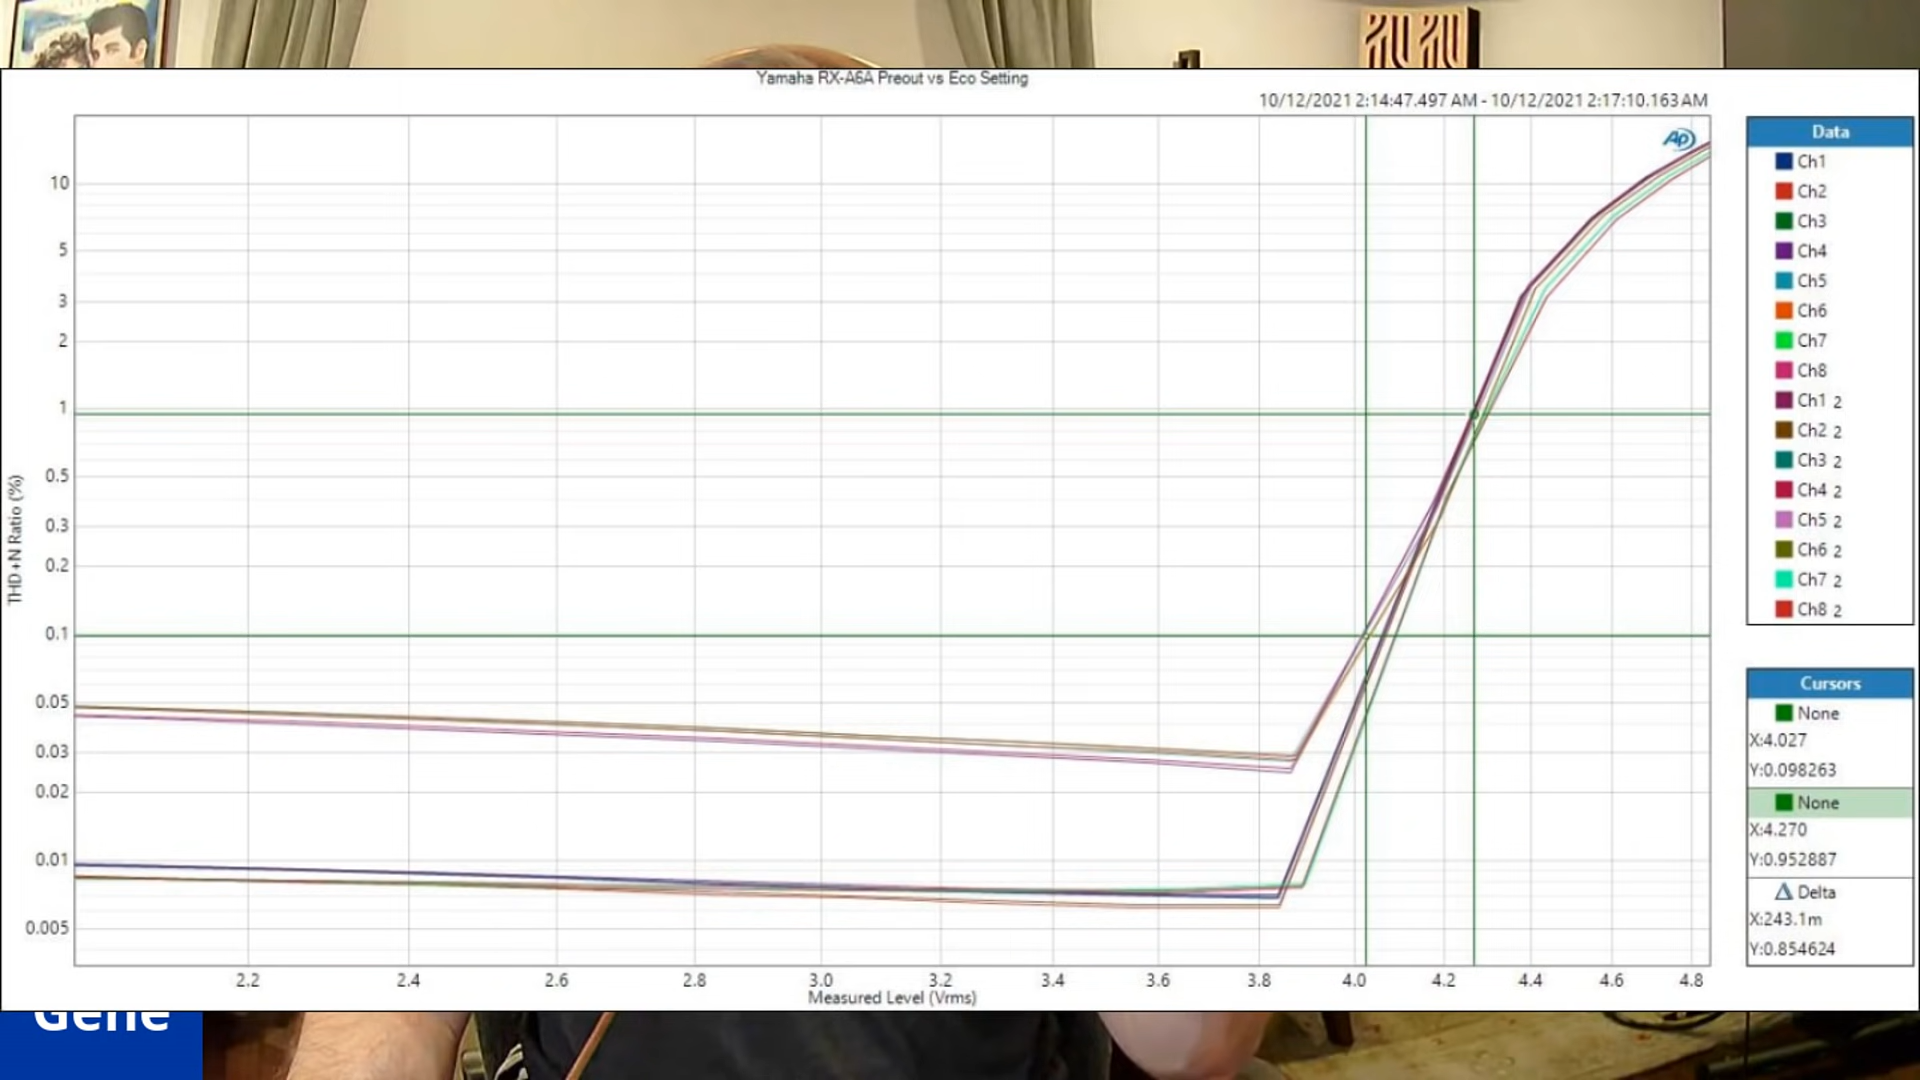 Yamaha RX-A6A Preout vs Eco Setting
10/12/2021 2:14:47.497 AM - 10/12/2021 2:17:10.163 AM
Ap
THD+N Ratio (%)
10
5
3
2
1
0.5
0.3
0.2
0.1
0.05
0.03
0.02
0.01
0.005
2.2 2.4 2.6 2.8 3.0 3.2 3.4 3.6 3.8 4.0 4.2 4.4 4.6 4.8
Measured Level (Vrms)
Data
Ch1
Ch2
Ch3
Ch4
Ch5
Ch6
Ch7
Ch8
Ch1 2
Ch2 2
Ch3 2
Ch4 2
Ch5 2
Ch6 2
Ch7 2
Ch8 2
Cursors
None
X:4.027
Y:0.098263
None
X:4.270
Y:0.952887
Delta
X:243.1m
Y:0.854624
Gene